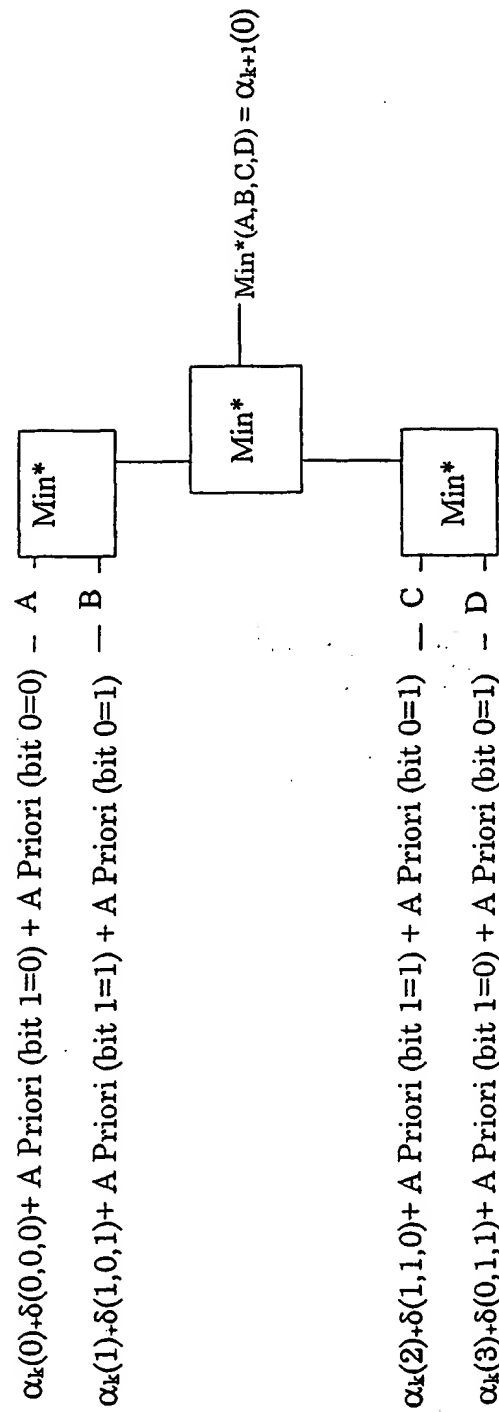 αₖ(0)+δ(0,0,0)+ A Priori (bit 1=0) + A Priori (bit 0=0) – A
αₖ(1)+δ(1,0,1)+ A Priori (bit 1=1) + A Priori (bit 0=1) — B
Min*
Min*
Min*(A,B,C,D) = αₖ₊₁(0)
αₖ(2)+δ(1,1,0)+ A Priori (bit 1=1) + A Priori (bit 0=1) — C
αₖ(3)+δ(0,1,1)+ A Priori (bit 1=0) + A Priori (bit 0=1) – D
Min*